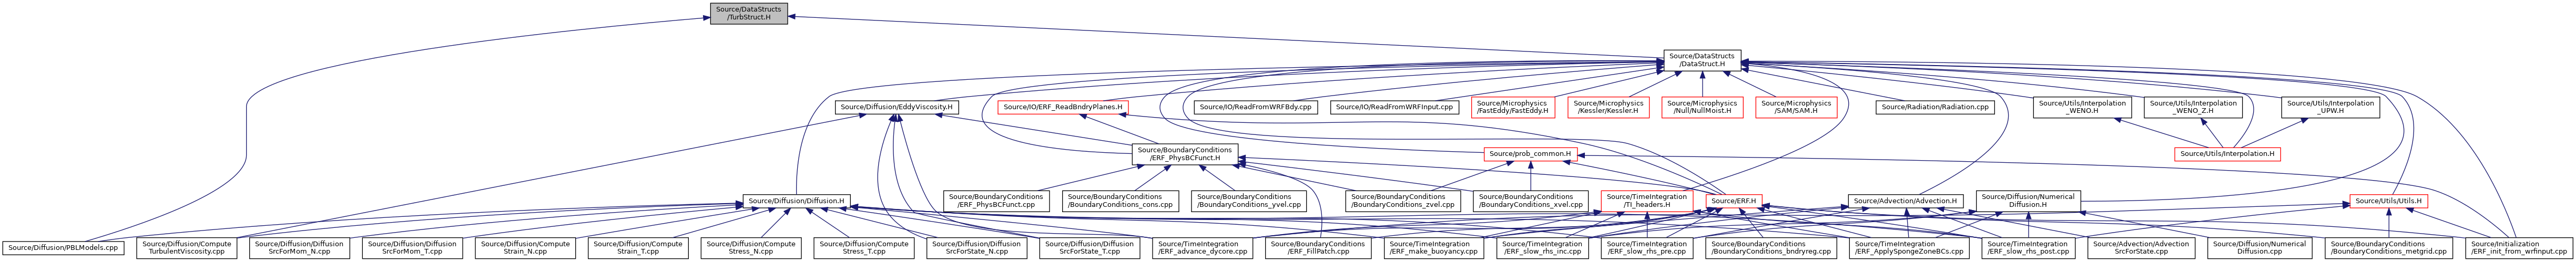 Source/DataStructs
/TurbStruct.H
Source/DataStructs
/DataStruct.H
Source/Diffusion/EddyViscosity.H
Source/IO/ERF_ReadBndryPlanes.H
Source/IO/ReadFromWRFBdy.cpp
Source/IO/ReadFromWRFInput.cpp
Source/Microphysics
/FastEddy/FastEddy.H
Source/Microphysics
/Kessler/Kessler.H
Source/Microphysics
/Null/NullMoist.H
Source/Microphysics
/SAM/SAM.H
Source/Radiation/Radiation.cpp
Source/Utils/Interpolation
_WENO.H
Source/Utils/Interpolation
_WENO_Z.H
Source/Utils/Interpolation
_UPW.H
Source/BoundaryConditions
/ERF_PhysBCFunct.H
Source/prob_common.H
Source/Utils/Interpolation.H
Source/Diffusion/Diffusion.H
Source/BoundaryConditions
/ERF_PhysBCFunct.cpp
Source/BoundaryConditions
/BoundaryConditions_cons.cpp
Source/BoundaryConditions
/BoundaryConditions_yvel.cpp
Source/BoundaryConditions
/BoundaryConditions_zvel.cpp
Source/BoundaryConditions
/BoundaryConditions_xvel.cpp
Source/TimeIntegration
/TI_headers.H
Source/ERF.H
Source/Advection/Advection.H
Source/Diffusion/Numerical
Diffusion.H
Source/Utils/Utils.H
Source/Diffusion/PBLModels.cpp
Source/Diffusion/Compute
TurbulentViscosity.cpp
Source/Diffusion/Diffusion
SrcForMom_N.cpp
Source/Diffusion/Diffusion
SrcForMom_T.cpp
Source/Diffusion/Compute
Strain_N.cpp
Source/Diffusion/Compute
Strain_T.cpp
Source/Diffusion/Compute
Stress_N.cpp
Source/Diffusion/Compute
Stress_T.cpp
Source/Diffusion/Diffusion
SrcForState_N.cpp
Source/Diffusion/Diffusion
SrcForState_T.cpp
Source/TimeIntegration
/ERF_advance_dycore.cpp
Source/BoundaryConditions
/ERF_FillPatch.cpp
Source/TimeIntegration
/ERF_make_buoyancy.cpp
Source/TimeIntegration
/ERF_slow_rhs_inc.cpp
Source/TimeIntegration
/ERF_slow_rhs_pre.cpp
Source/BoundaryConditions
/BoundaryConditions_bndryreg.cpp
Source/TimeIntegration
/ERF_ApplySpongeZoneBCs.cpp
Source/TimeIntegration
/ERF_slow_rhs_post.cpp
Source/Advection/Advection
SrcForState.cpp
Source/Diffusion/Numerical
Diffusion.cpp
Source/BoundaryConditions
/BoundaryConditions_metgrid.cpp
Source/Initialization
/ERF_init_from_wrfinput.cpp